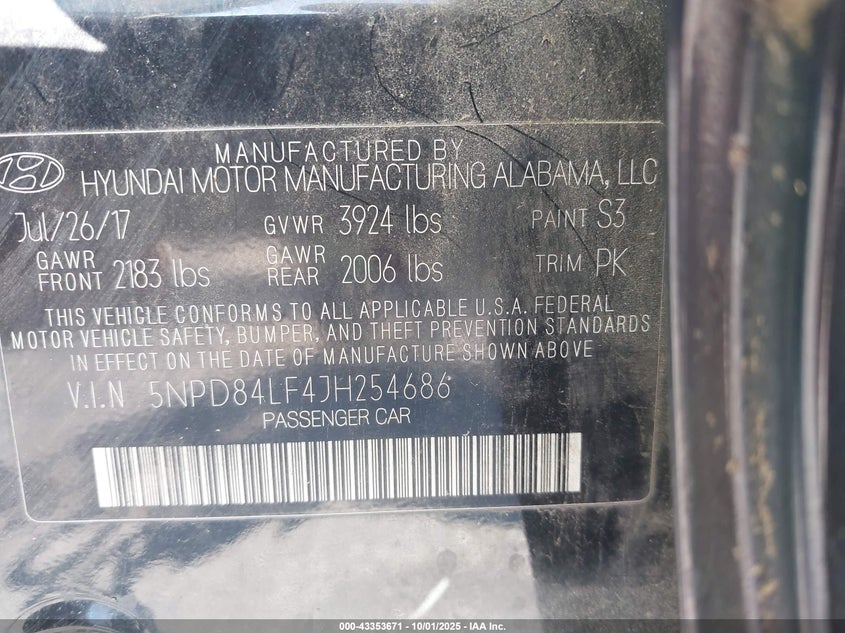 MANUFACTURED BY
HYUNDAI MOTOR MANUFACTURING ALABAMA, LLC
Jul/26/17 GVWR 3924 lbs PAINT S3
GAWR FRONT 2183 lbs GAWR REAR 2006 lbs TRIM PK
THIS VEHICLE CONFORMS TO ALL APPLICABLE U.S.A. FEDERAL
MOTOR VEHICLE SAFETY, BUMPER, AND THEFT PREVENTION STANDARDS
IN EFFECT ON THE DATE OF MANUFACTURE SHOWN ABOVE
V.I.N 5NPD84LF4JH254686
PASSENGER CAR
000-43353671 - 10/01/2025 - IAA Inc.